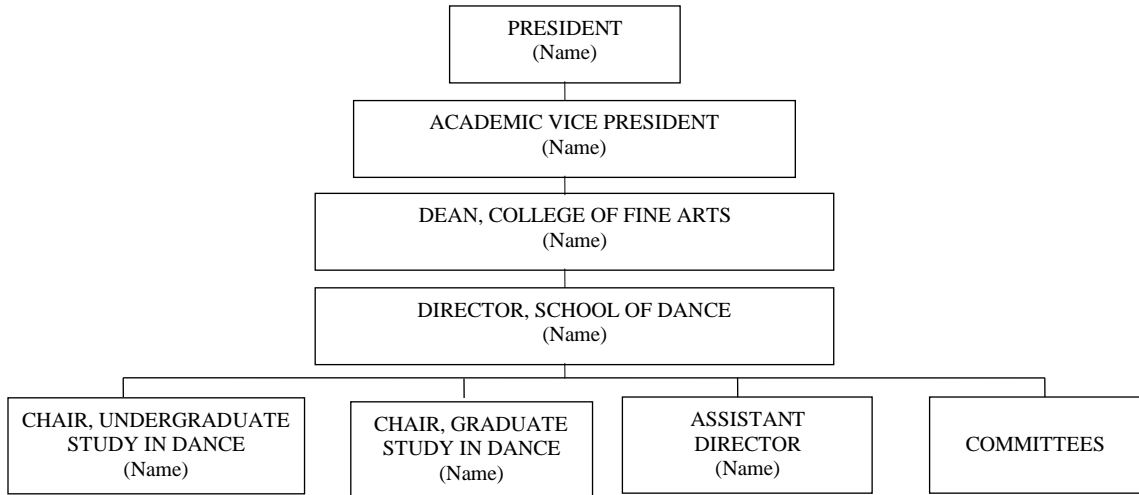 PRESIDENT
(Name)
ACADEMIC VICE PRESIDENT
(Name)
DEAN, COLLEGE OF FINE ARTS
(Name)
DIRECTOR, SCHOOL OF DANCE
(Name)
CHAIR, UNDERGRADUATE
STUDY IN DANCE
(Name)
CHAIR, GRADUATE
STUDY IN DANCE
(Name)
ASSISTANT
DIRECTOR
(Name)
COMMITTEES